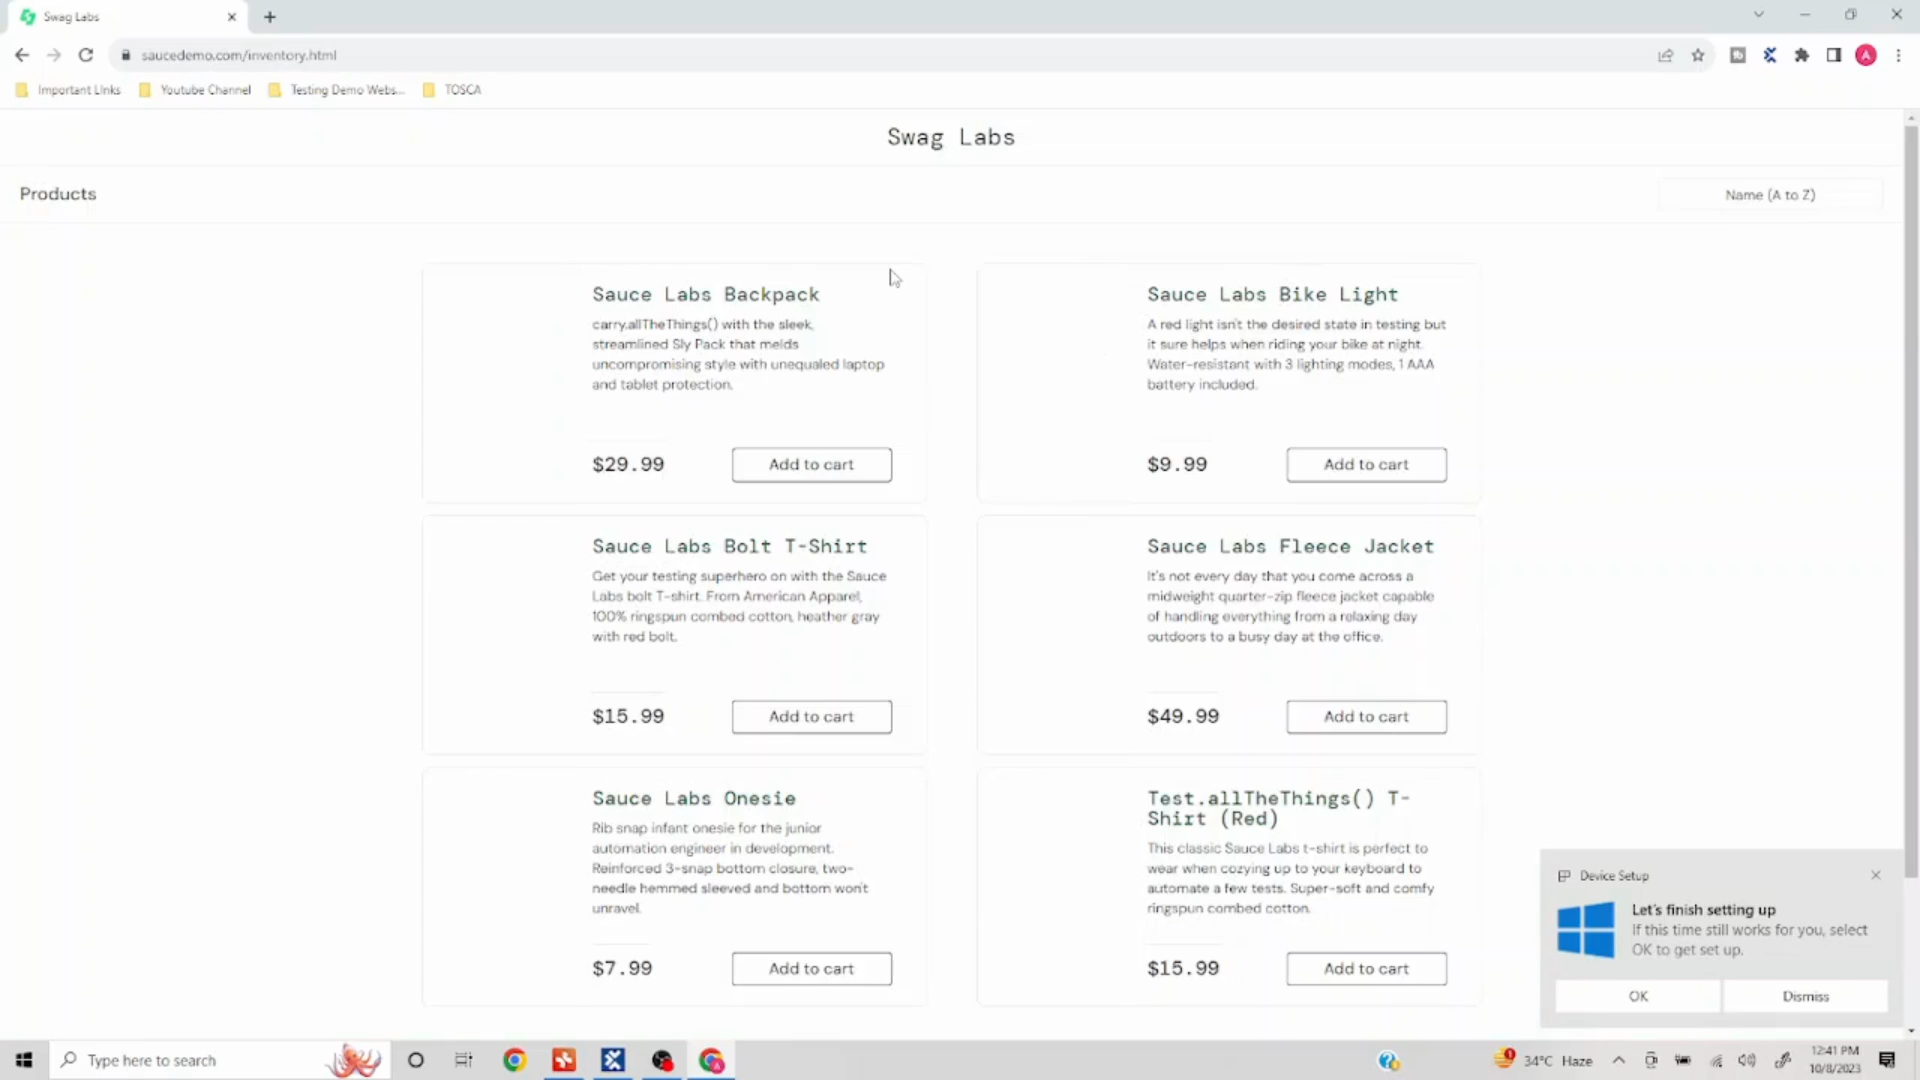 Swag Labs
saucedemo.com/inventory.html
A
Important Links
Youtube Channel
Testing Demo Webs...
TOSCA
Swag Labs
Products
Name (A to Z)
Sauce Labs Backpack
carry.allTheThings() with the sleek,
streamlined Sly Pack that melds
uncompromising style with unequaled laptop
and tablet protection.
$29.99
Add to cart
Sauce Labs Bike Light
A red light isn't the desired state in testing but
it sure helps when riding your bike at night.
Water-resistant with 3 lighting modes, 1 AAA
battery included.
$9.99
Add to cart
Sauce Labs Bolt T-Shirt
Get your testing superhero on with the Sauce
Labs bolt T-shirt. From American Apparel,
100% ringspun combed cotton, heather gray
with red bolt.
$15.99
Add to cart
Sauce Labs Fleece Jacket
It's not every day that you come across a
midweight quarter-zip fleece jacket capable
of handling everything from a relaxing day
outdoors to a busy day at the office.
$49.99
Add to cart
Sauce Labs Onesie
Rib snap infant onesie for the junior
automation engineer in development.
Reinforced 3-snap bottom closure, two-
needle hemmed sleeved and bottom won't
unravel.
$7.99
Add to cart
Test.allTheThings() T-
Shirt (Red)
This classic Sauce Labs t-shirt is perfect to
wear when cozying up to your keyboard to
automate a few tests. Super-soft and comfy
ringspun combed cotton.
$15.99
Add to cart
Device Setup
Let's finish setting up
If this time still works for you, select
OK to get set up.
OK
Dismiss
Type here to search
34°C Haze
12:41 PM
10/8/2023